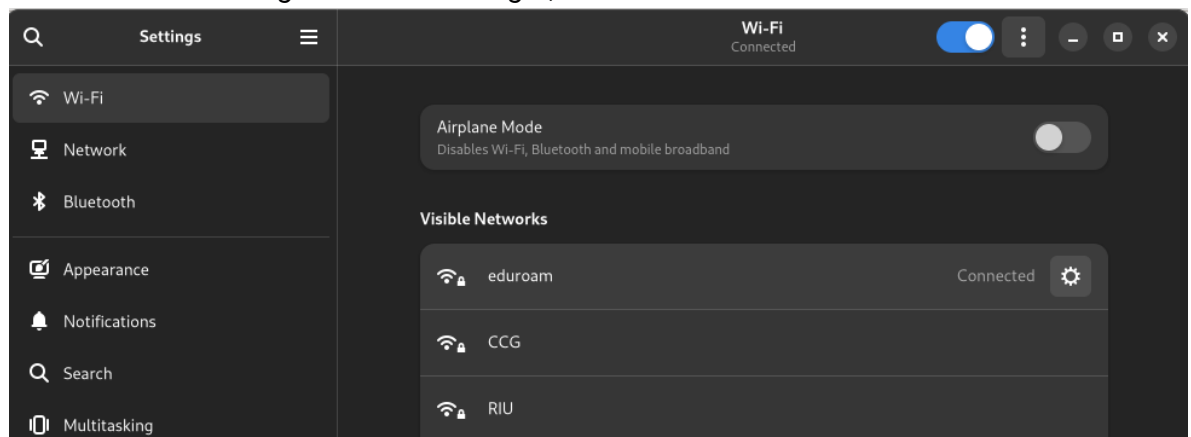 Settings
Wi-Fi
Connected
Wi-Fi
Network
Bluetooth
Appearance
Notifications
Search
Multitasking
Airplane Mode
Disables Wi-Fi, Bluetooth and mobile broadband
Visible Networks
eduroam Connected
CCG
RIU